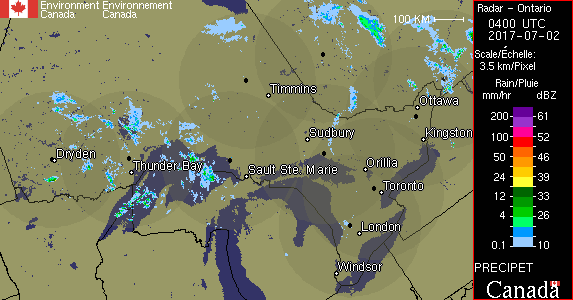 Environment Environnement
Canada Canada
100 KM
Timmins
Ottawa
Sudbury
Kingston
Dryden
Thunder Bay
Sault Ste. Marie
Orillia
Toronto
London
Windsor
Radar - Ontario
0400 UTC
2017-07-02
Scale/Échelle:
3.5 km/Pixel
Rain/Pluie
mm/hr dBZ
200 61
100 52
50 46
24 39
12 33
4 26
0.1 10
PRECIPET
Canada